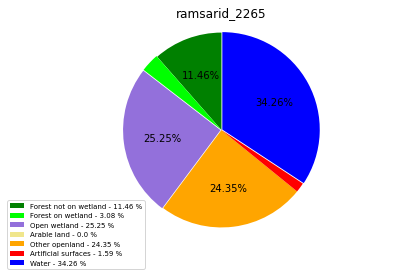 ramsarid_2265
11.46%
34.26%
25.25%
24.35%
Forest not on wetland - 11.46 %
Forest on wetland - 3.08 %
Open wetland - 25.25 %
Arable land - 0.0 %
Other openland - 24.35 %
Artificial surfaces - 1.59 %
Water - 34.26 %